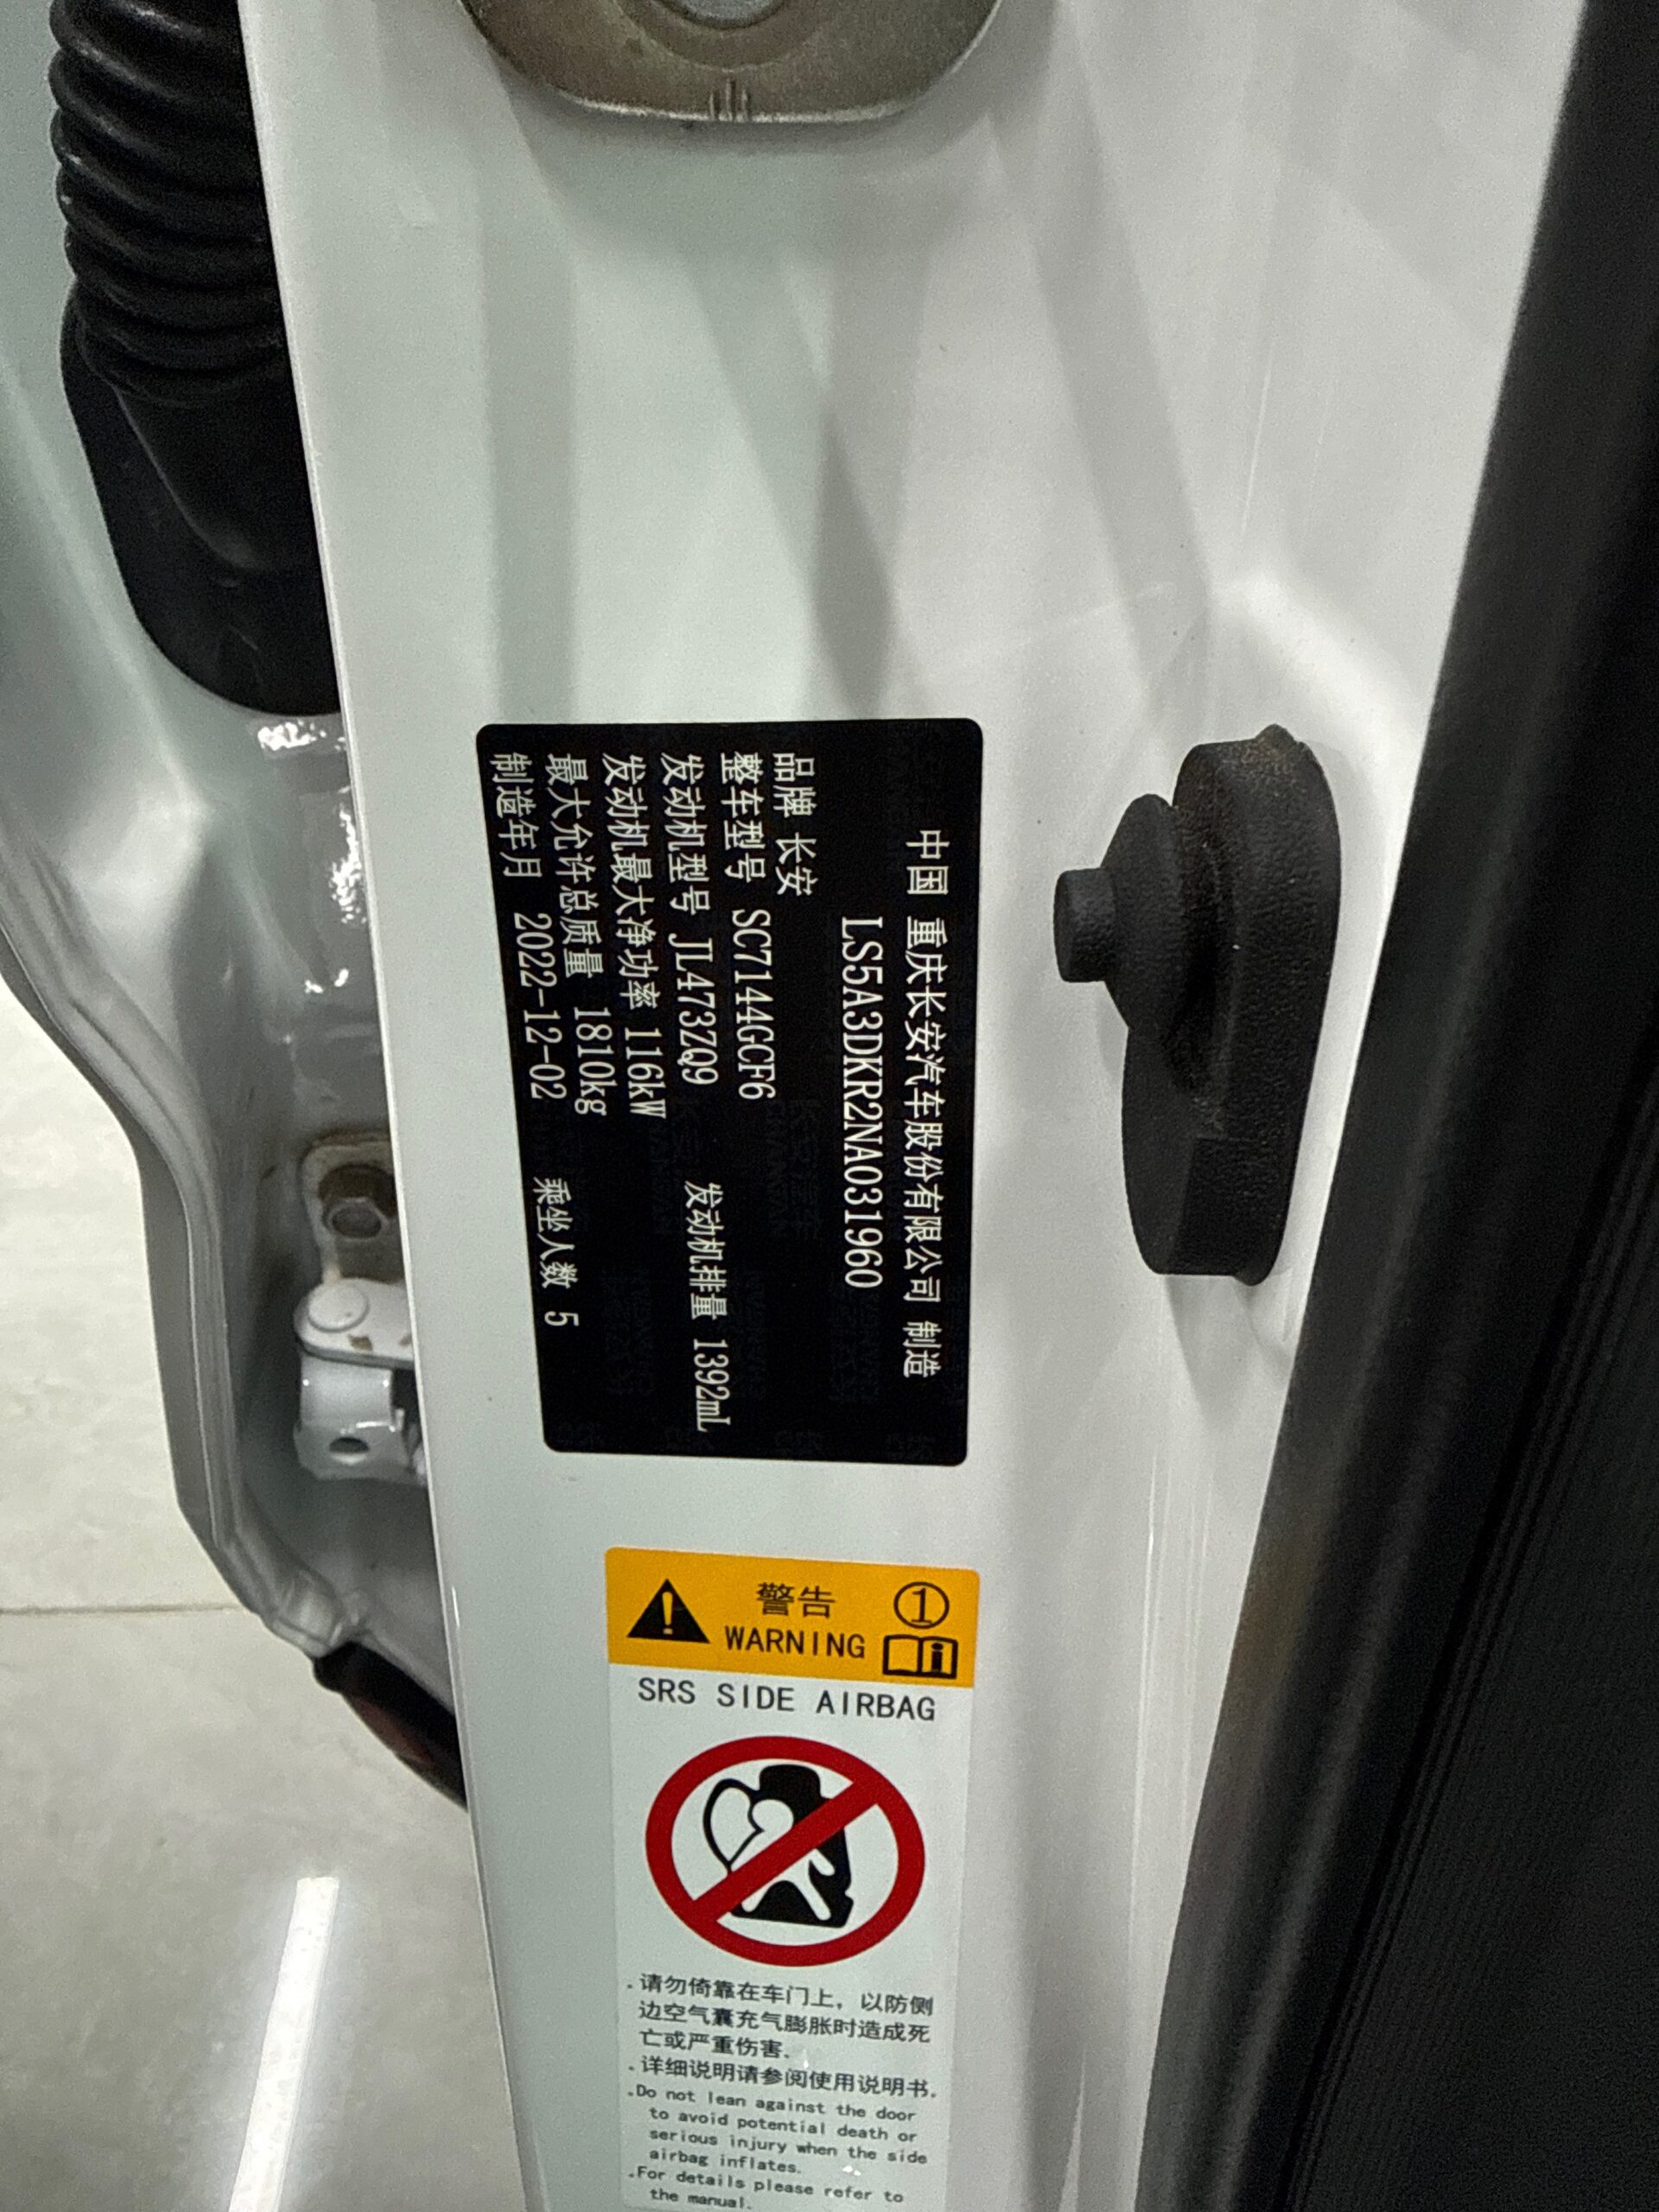 中国 重庆长安汽车股份有限公司 制造
LS5A3DKR2NA031960
品牌 长安
整车型号 SC7144GCF6
发动机型号 JL473ZQ9 发动机排量 1392mL
发动机最大净功率 116kW
最大允许总质量 1810kg
制造年月 2022-12-02 乘坐人数 5
警告 ①
WARNING
SRS SIDE AIRBAG
.请勿倚靠在车门上，以防侧
边空气囊充气膨胀时造成死
亡或严重伤害.
.详细说明请参阅使用说明书.
.Do not lean against the door
to avoid potential death or
serious injury when the side
airbag inflates.
.For details please refer to
the manual.